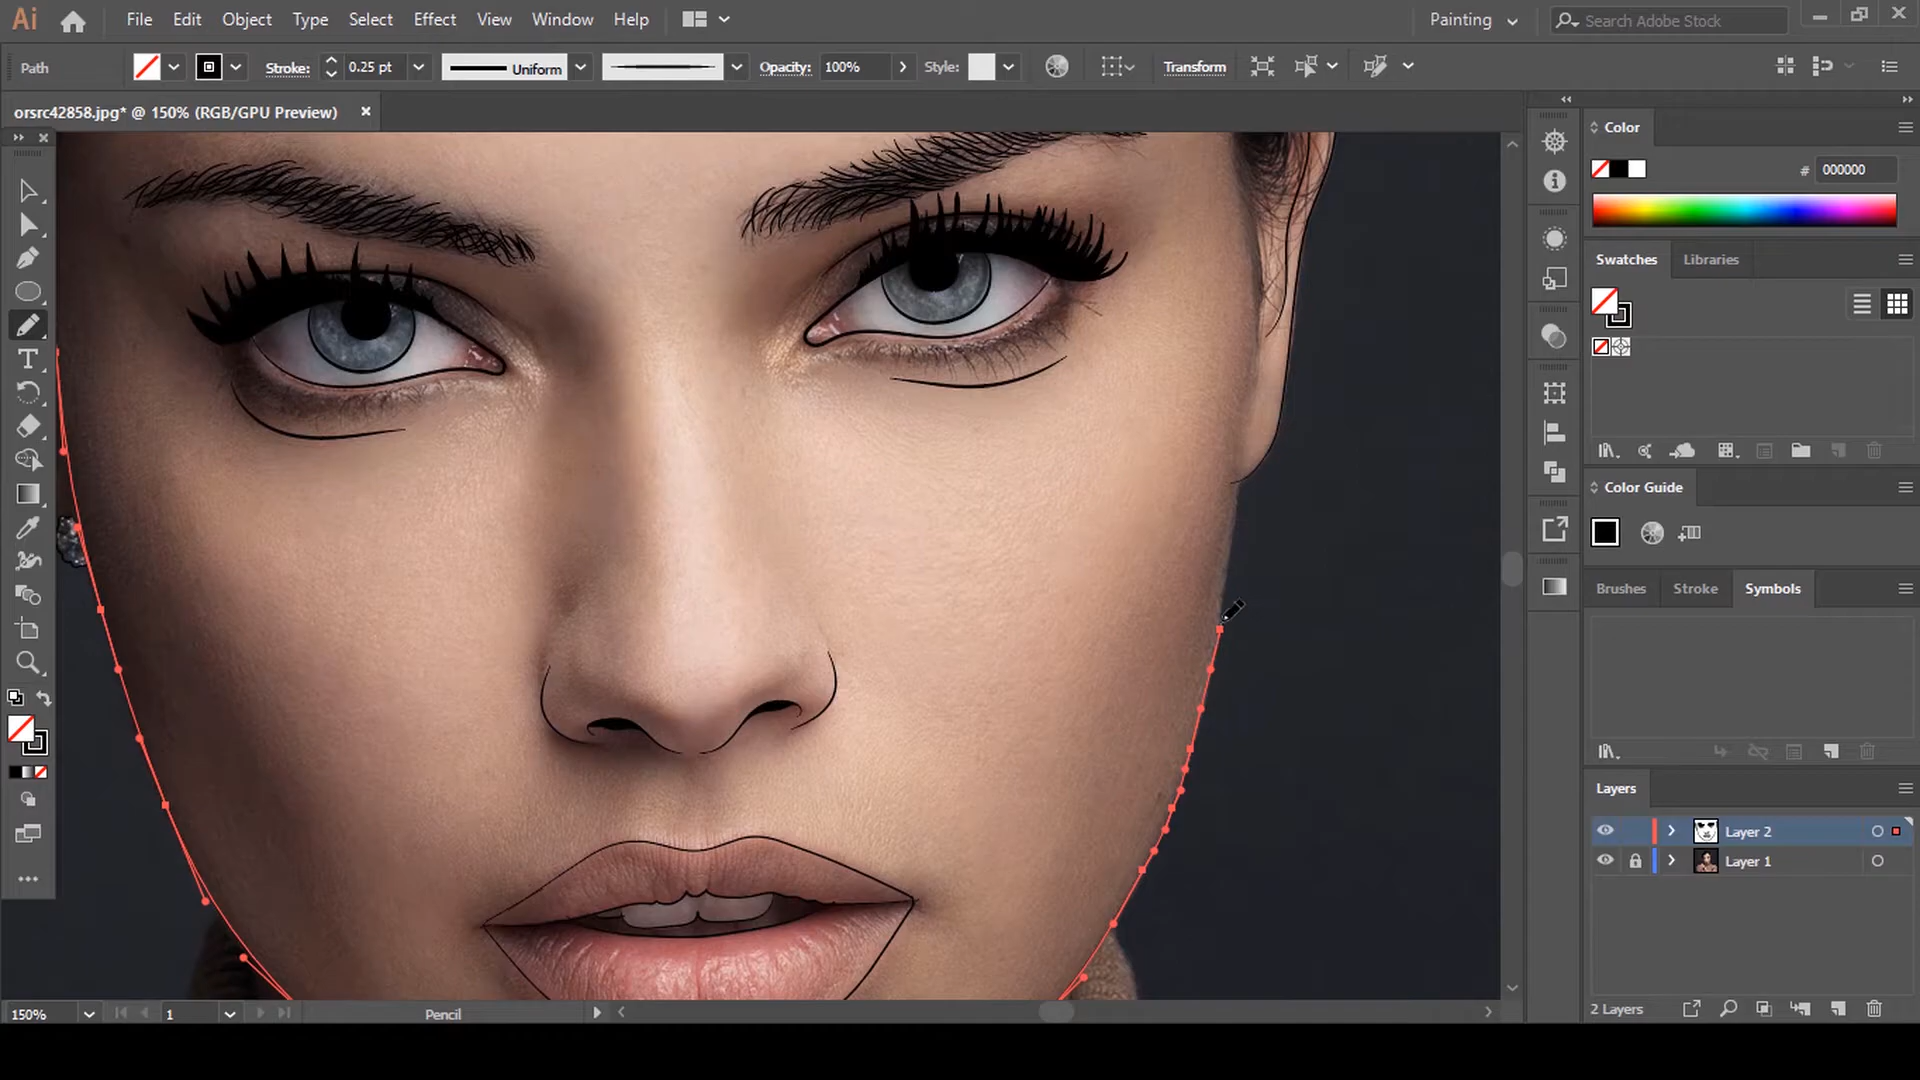 Ai File Edit Object Type Select Effect View Window Help Painting Search Adobe Stock
Path Stroke: 0.25 pt Uniform Opacity: 100% Style: Transform
orsrc42858.jpg* @ 150% (RGB/GPU Preview)
Color
# 000000
Swatches Libraries
Color Guide
Brushes Stroke Symbols
Layers
Layer 2
Layer 1
2 Layers
150% 1 Pencil